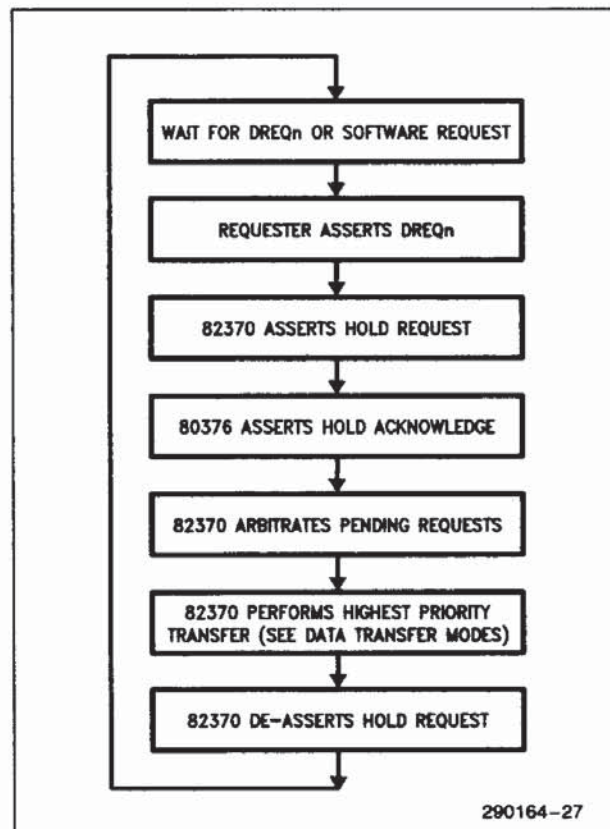 WAIT FOR DREQn OR SOFTWARE REQUEST
REQUESTER ASSERTS DREQn
82370 ASSERTS HOLD REQUEST
80376 ASSERTS HOLD ACKNOWLEDGE
82370 ARBITRATES PENDING REQUESTS
82370 PERFORMS HIGHEST PRIORITY
TRANSFER (SEE DATA TRANSFER MODES)
82370 DE-ASSERTS HOLD REQUEST
290164-27